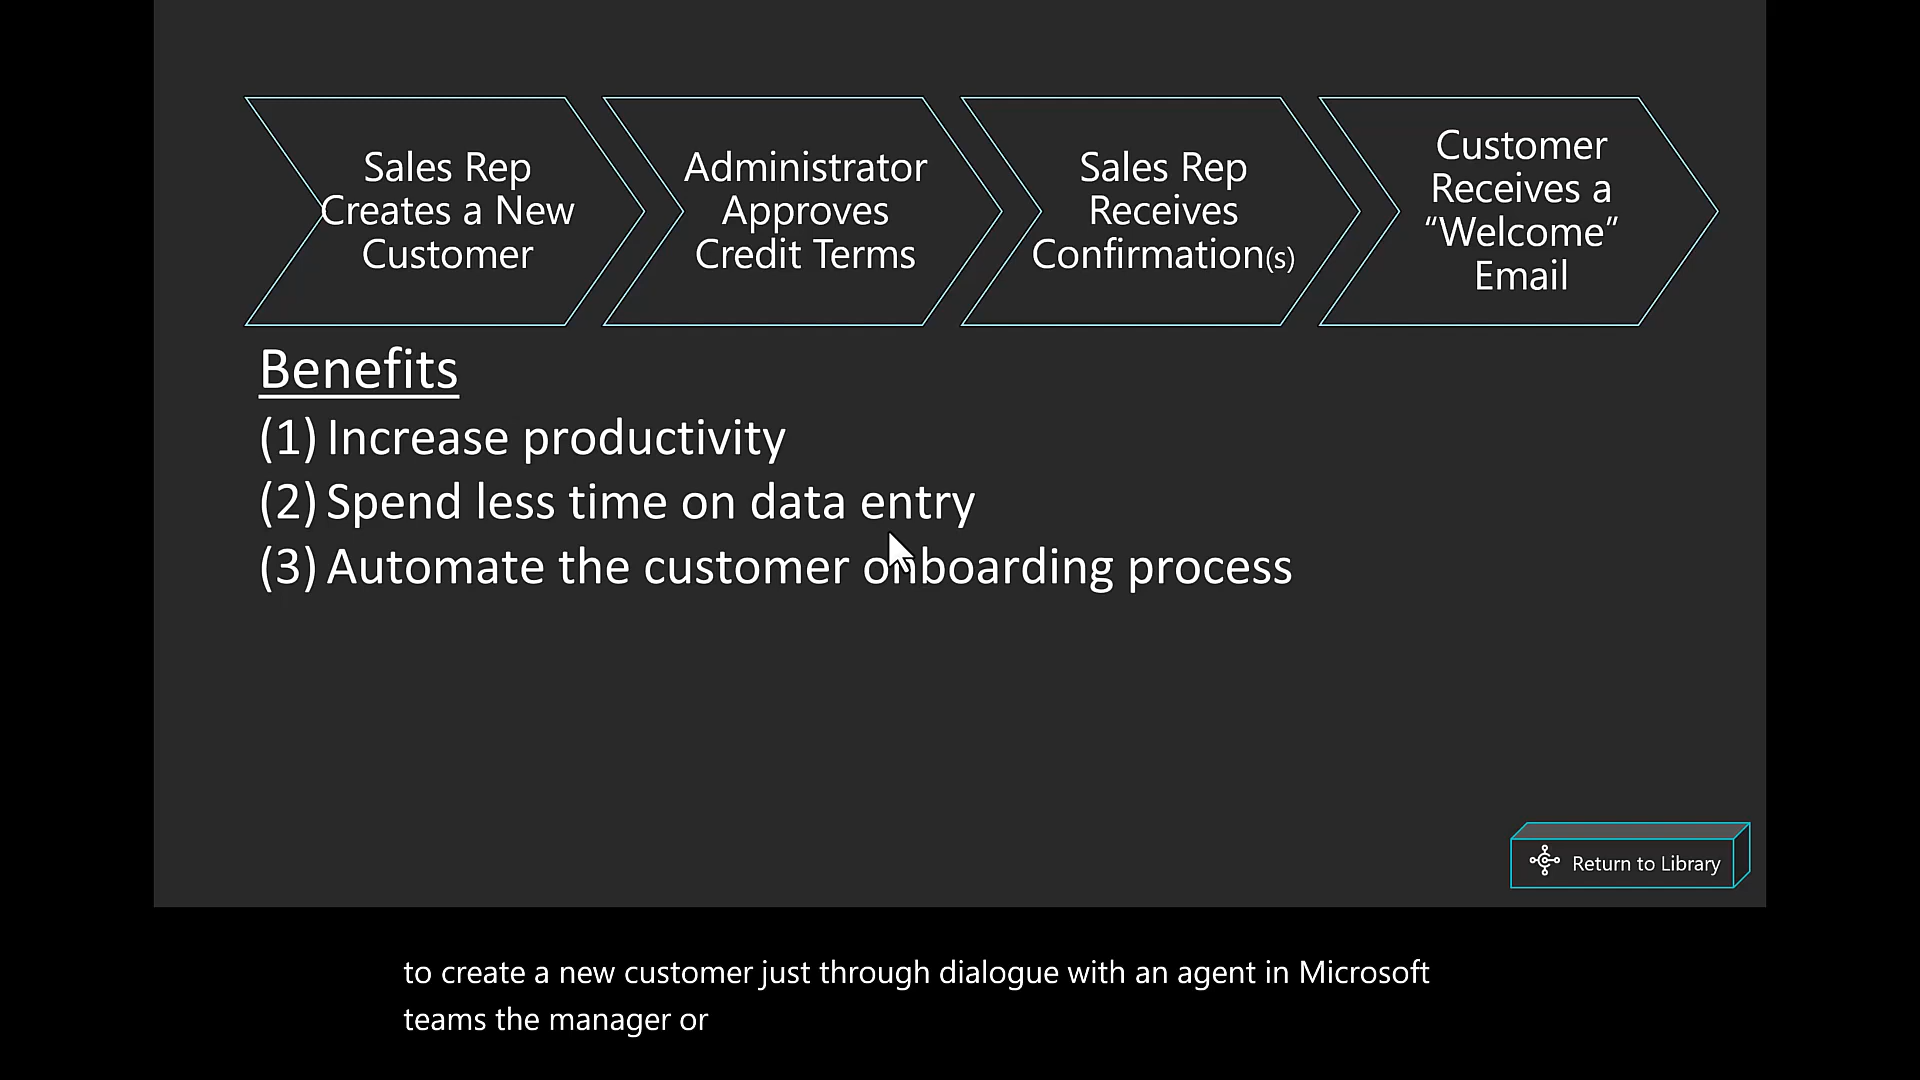 Sales Rep
Creates a New
Customer
Administrator
Approves
Credit Terms
Sales Rep
Receives
Confirmation(s)
Customer
Receives a
“Welcome”
Email
Benefits
(1) Increase productivity
(2) Spend less time on data entry
(3) Automate the customer onboarding process
Return to Library
to create a new customer just through dialogue with an agent in Microsoft
teams the manager or